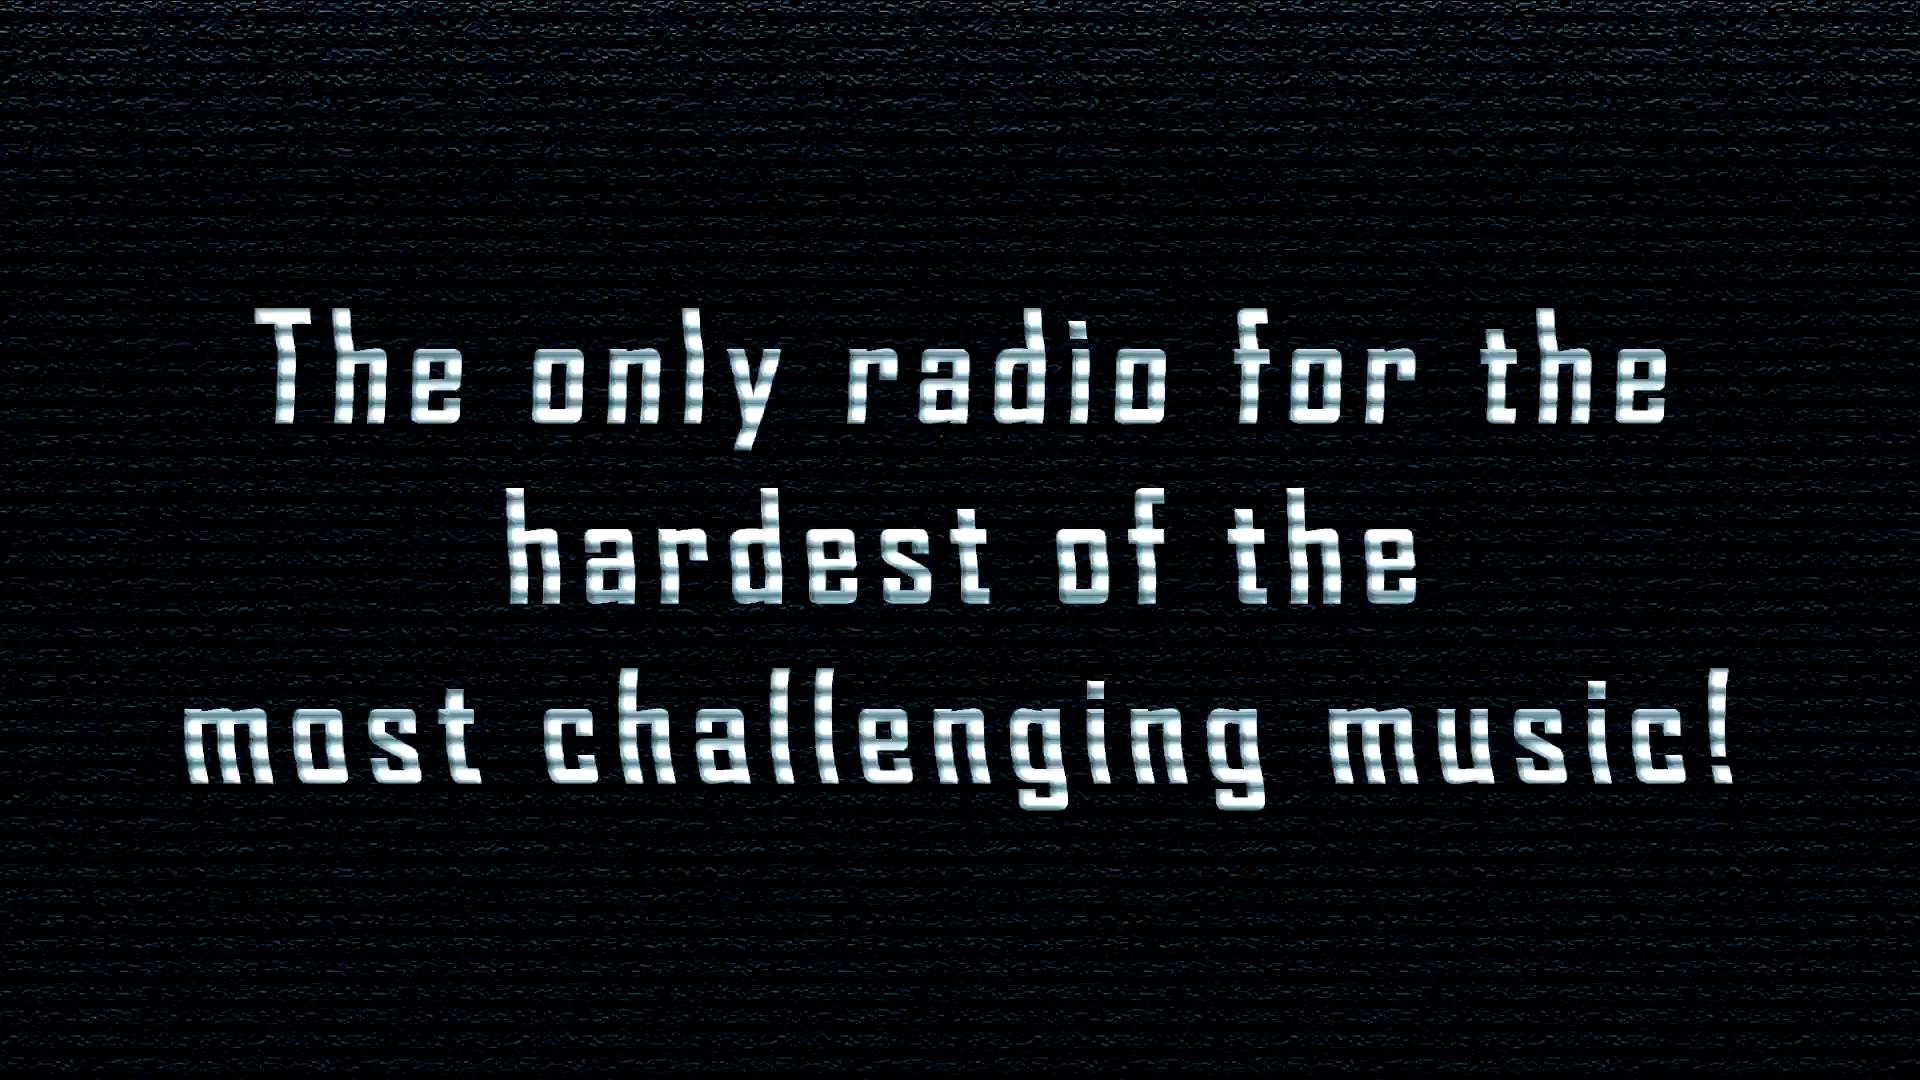 The only radio for the
hardest of the
most challenging music!